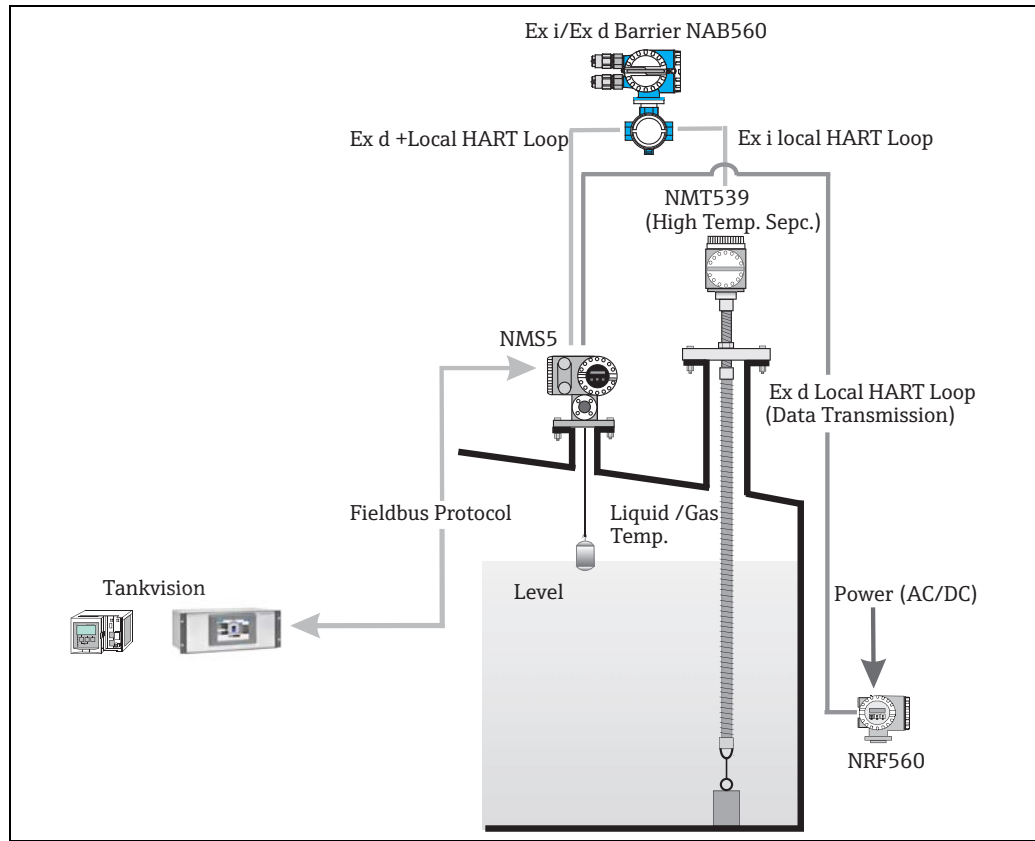 Ex i/Ex d Barrier NAB560
Ex d +Local HART Loop
Ex i local HART Loop
NMT539
(High Temp. Sepc.)
NMS5
Ex d Local HART Loop
(Data Transmission)
Fieldbus Protocol
Liquid /Gas
Temp.
Tankvision
Level
Power (AC/DC)
NRF560